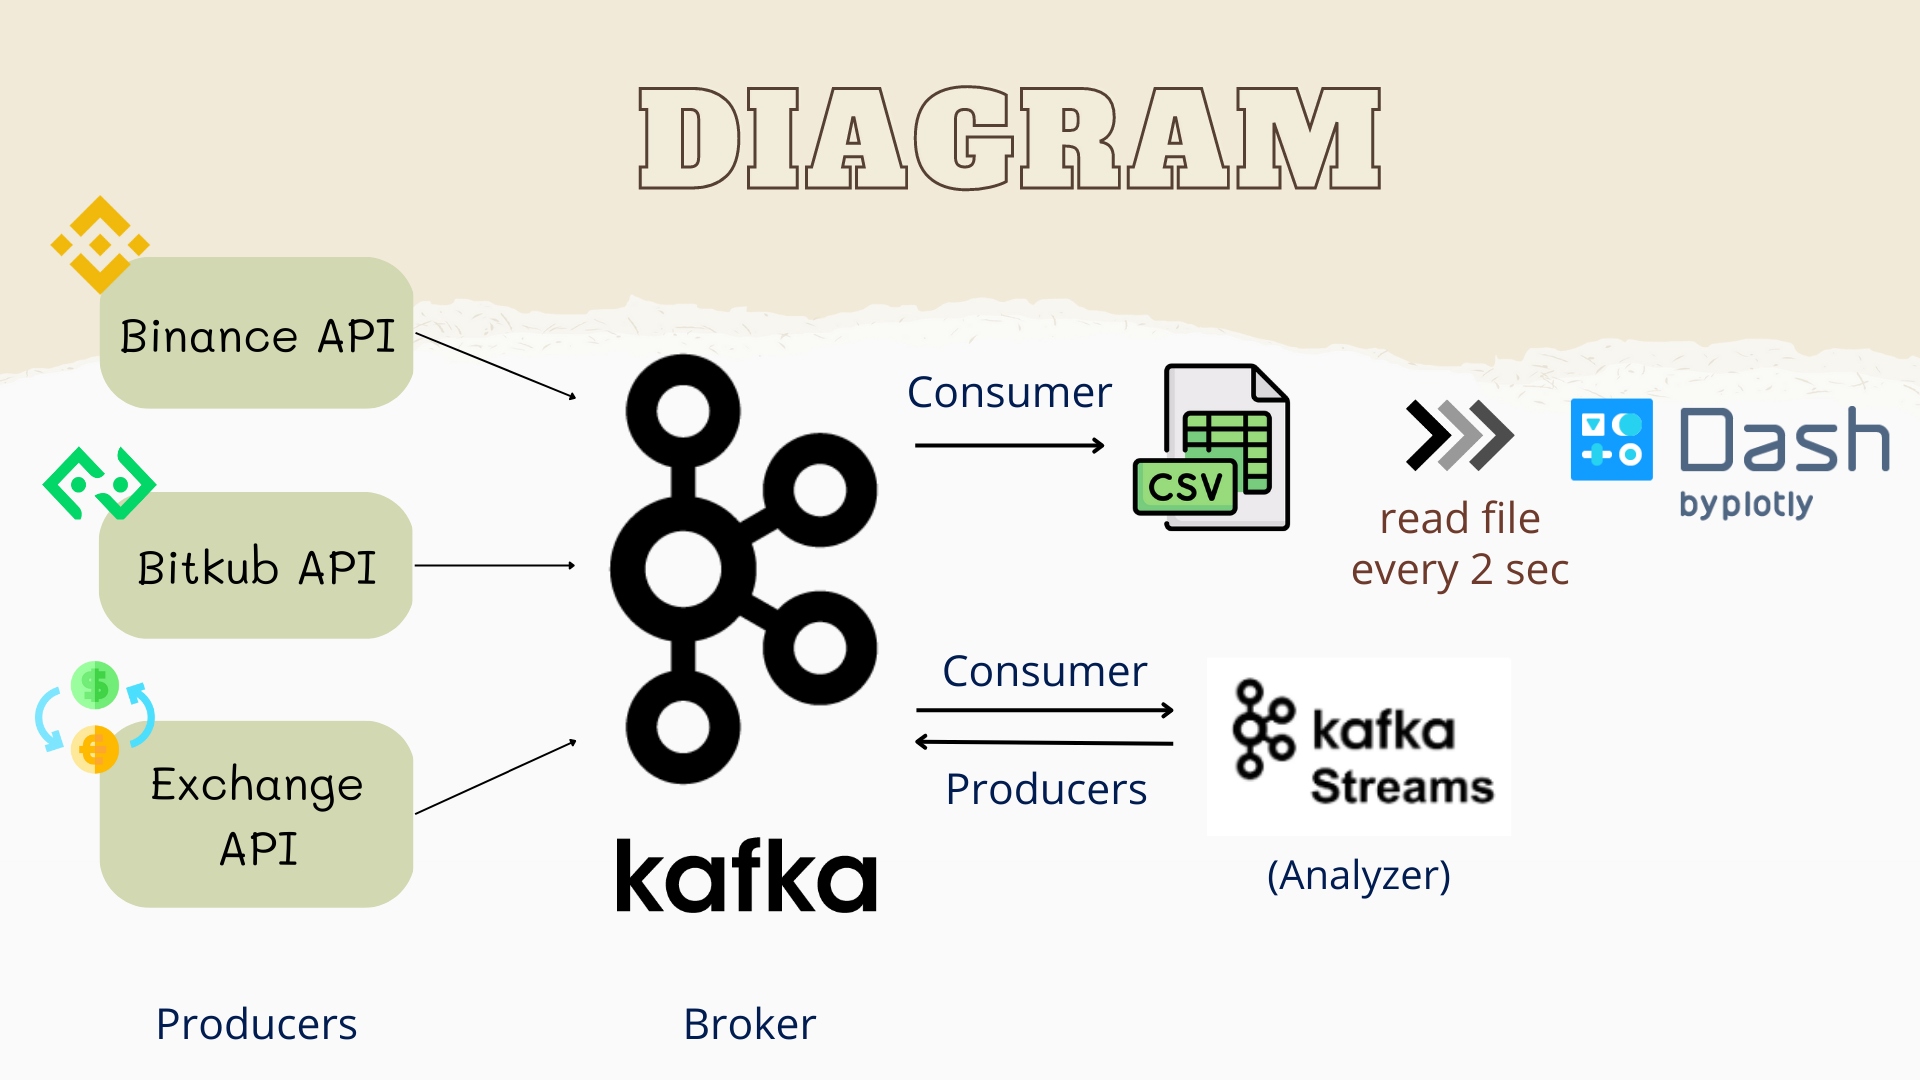 DIAGRAM
Binance API
Bitkub API
Exchange
API
Producers
kafka
Broker
Consumer
CSV
read file
every 2 sec
Dash
by plotly
Consumer
Producers
kafka
Streams
(Analyzer)